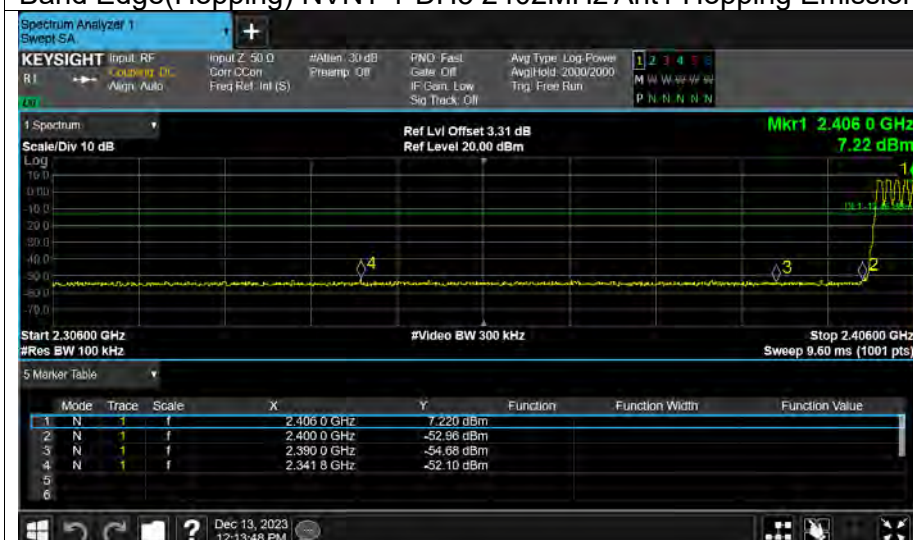 Band Edge(Hopping) NVNT 1-DH5 2402MHz Ant1 Hopping Emission
Spectrum Analyzer 1
Swept SA
+
KEYSIGHT Input: RF Input Z: 50 Ω #Atten: 30 dB PNO: Fast Avg Type: Log-Power 1 2 3 4 5 6
R1 Coupling: DC Corr CCorr Preamp: Off Gate: Off Avg|Hold: 2000/2000 M W W W W W
Align: Auto Freq Ref: Int (S) IF Gain: Low Trig: Free Run
Sig Track: Off P N N N N N
1 Spectrum Ref Lvl Offset 3.31 dB Mkr1 2.406 0 GHz
Scale/Div 10 dB Ref Level 20.00 dBm 7.22 dBm
Log
10.0
0.00
-10.0
-20.0
-30.0
-40.0
-50.0
-60.0
-70.0
1
4
3
2
Start 2.30600 GHz #Video BW 300 kHz Stop 2.40600 GHz
#Res BW 100 kHz Sweep 9.60 ms (1001 pts)
5 Marker Table
Mode Trace Scale X Y Function Function Width Function Value
1 N 1 f 2.406 0 GHz 7.220 dBm
2 N 1 f 2.400 0 GHz -52.96 dBm
3 N 1 f 2.390 0 GHz -54.68 dBm
4 N 1 f 2.341 8 GHz -52.10 dBm
5
6
? Dec 13, 2023
12:13:48 PM